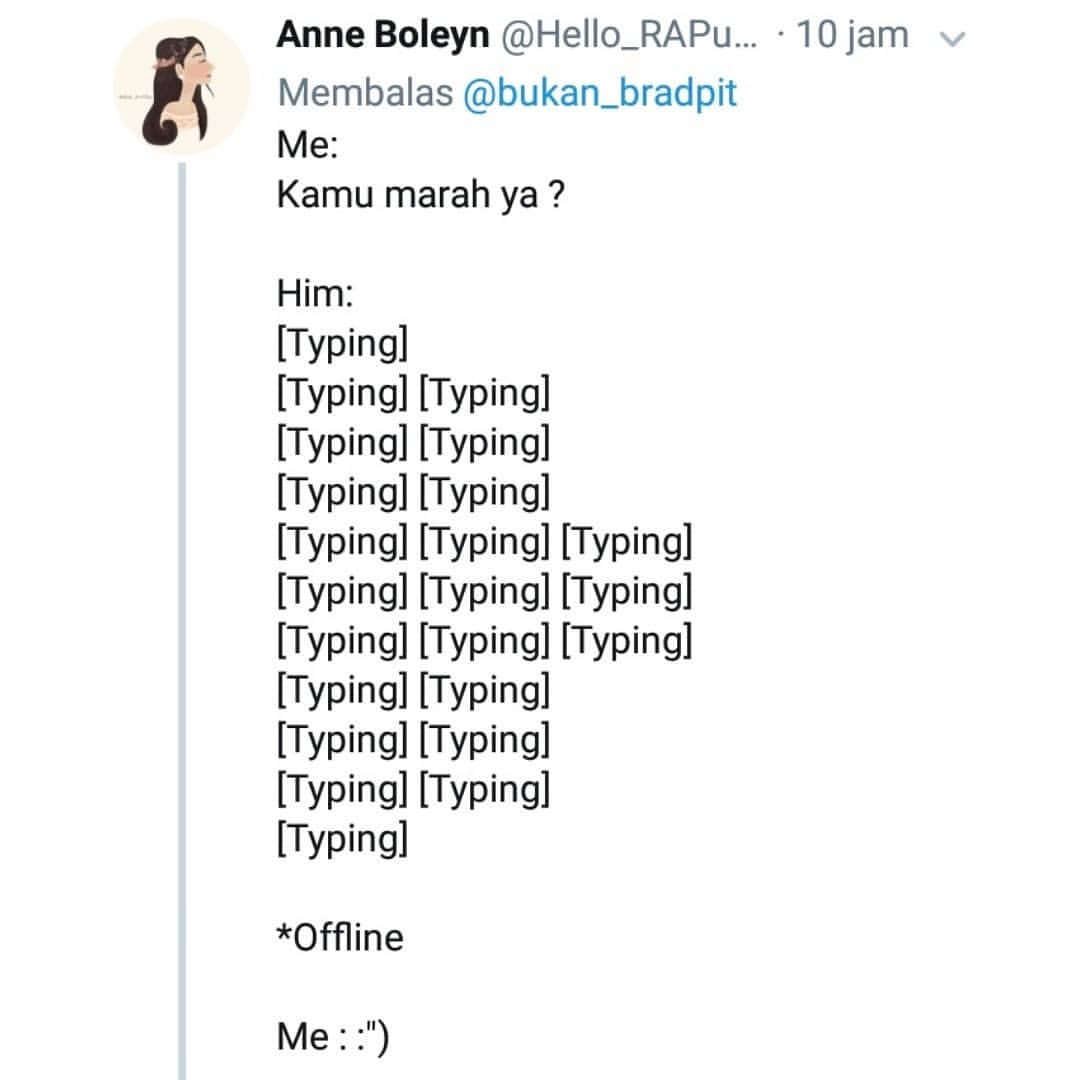 Anne Boleyn @Hello_RAPu... · 10 jam
Membalas @bukan_bradpit
Me:
Kamu marah ya ?
Him:
[Typing]
[Typing] [Typing]
[Typing] [Typing]
[Typing] [Typing]
[Typing] [Typing] [Typing]
[Typing] [Typing] [Typing]
[Typing] [Typing] [Typing]
[Typing] [Typing]
[Typing] [Typing]
[Typing] [Typing]
[Typing]
*Offline
Me : :")